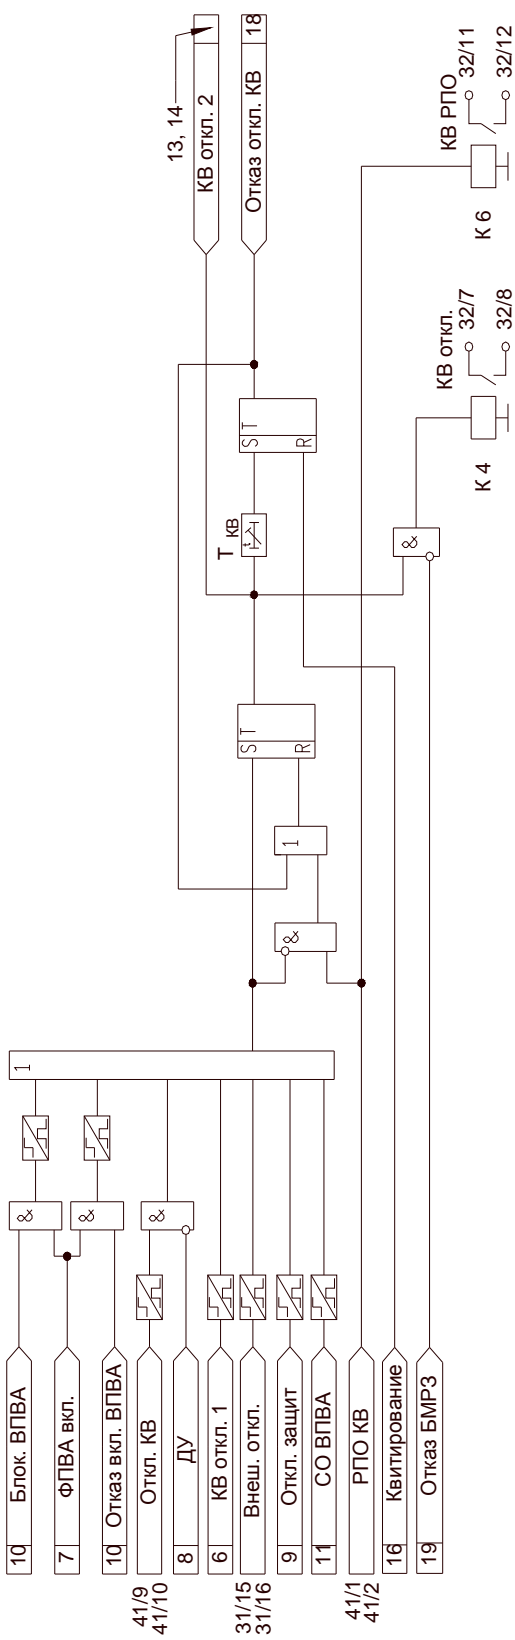 10 Блок. ВПВА
7 ФПВА вкл.
10 Отказ вкл. ВПВА
41/9
41/10
Откл. КВ
8 ДУ
6 КВ откл. 1
31/15
31/16
Внеш. откл.
9 Откл. защит
11 СО ВПВА
41/1
41/2
РПО КВ
16 Квитирование
19 Отказ БМРЗ
&
&
&
1
&
1
S T
R
T КВ
t
S T
R
&
КВ откл. 2
13, 14
Отказ откл. КВ 18
К 4
КВ откл.
32/7
32/8
К 6
КВ РПО
32/11
32/12